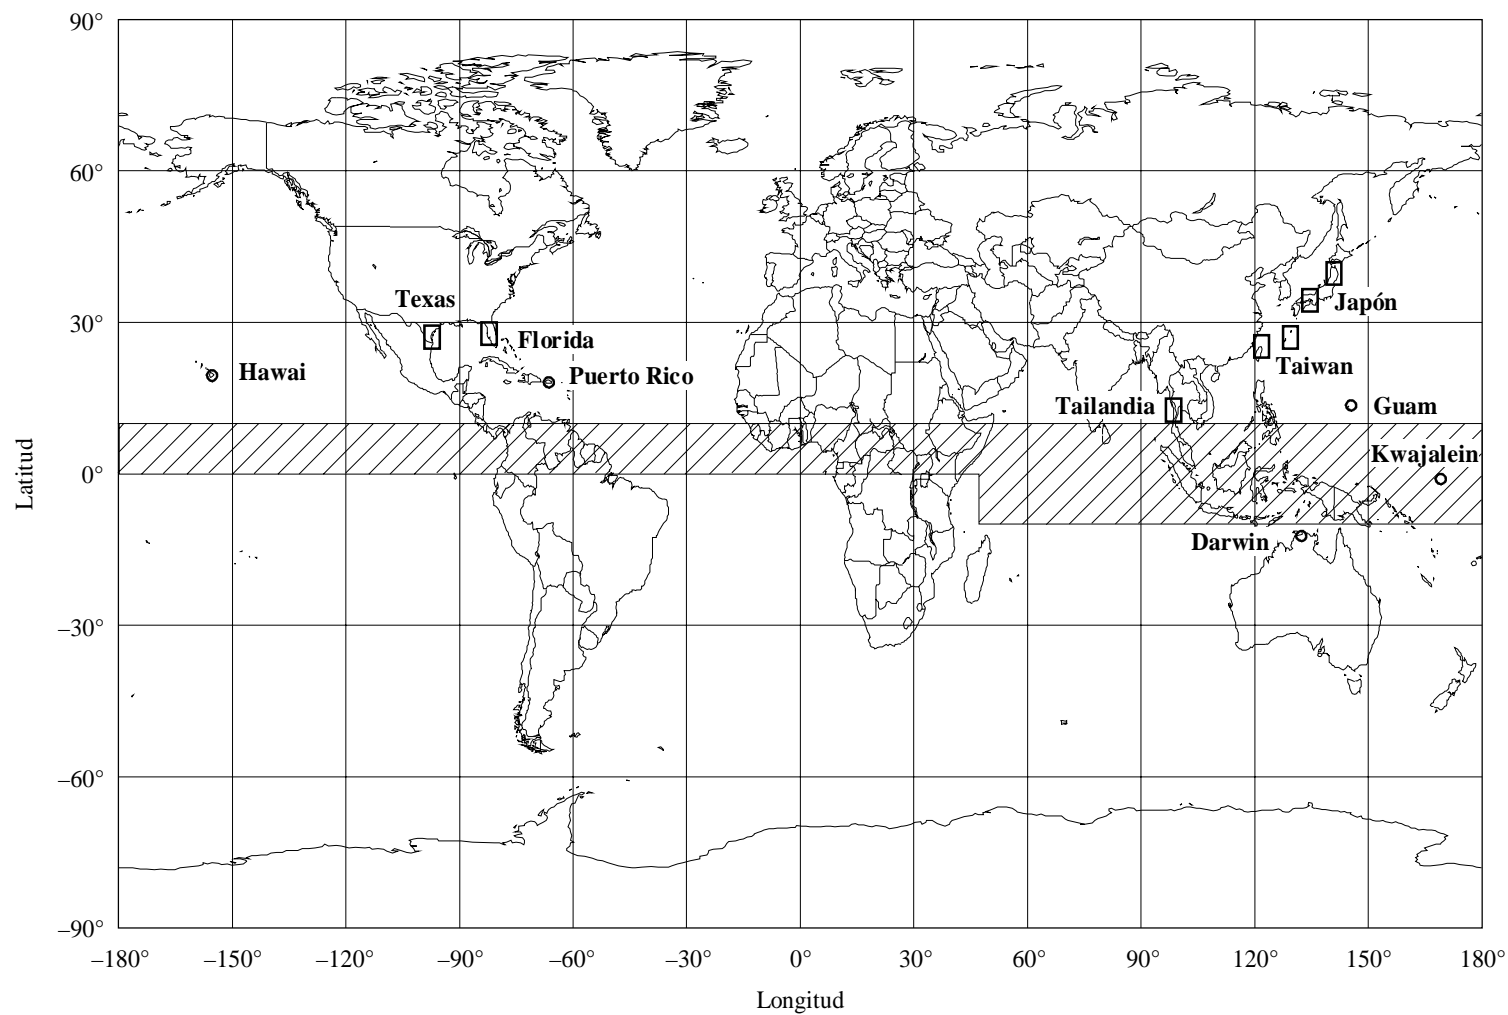 90°
60°
Texas
Japón
30°
Florida
Taiwan
Hawai
Puerto Rico
Tailandia
Guam
Latitud
Kwajalein
0°
Darwin
–30°
–60°
–90°
–180° –150° –120° –90° –60° –30° 0° 30° 60° 90° 120° 150° 180°
Longitud